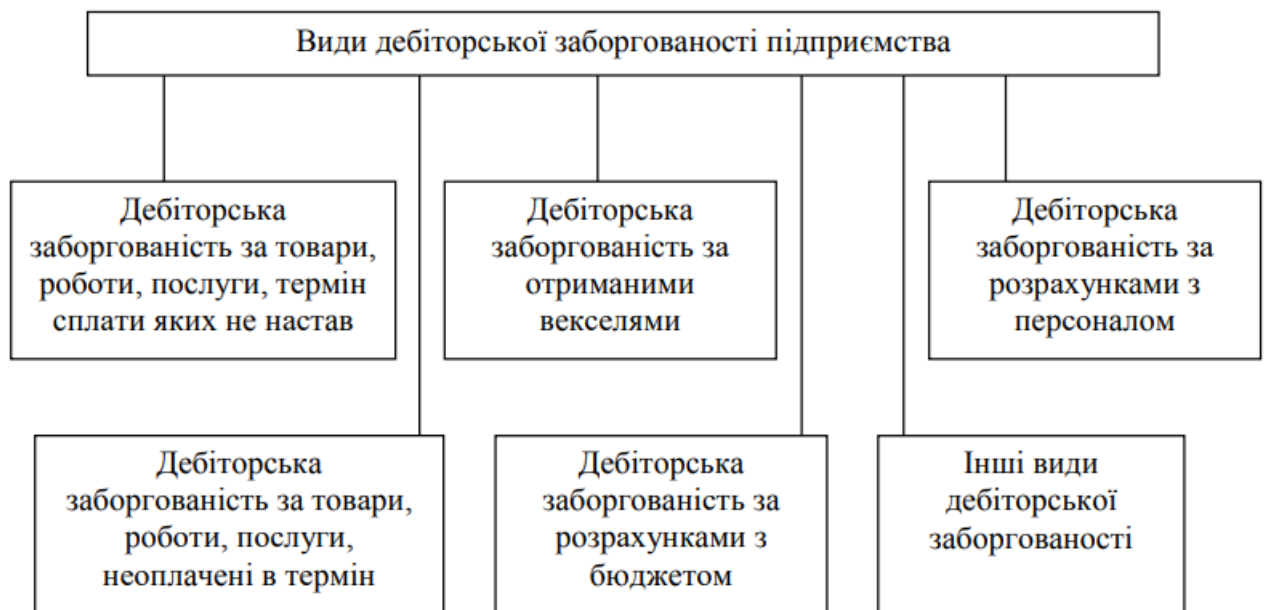 Види дебіторської заборгованості підприємства
Дебіторська
заборгованість за товари,
роботи, послуги, термін
сплати яких не настав
Дебіторська
заборгованість за
отриманими
векселями
Дебіторська
заборгованість за
розрахунками з
персоналом
Дебіторська
заборгованість за товари,
роботи, послуги,
неоплачені в термін
Дебіторська
заборгованість за
розрахунками з
бюджетом
Інші види
дебіторської
заборгованості